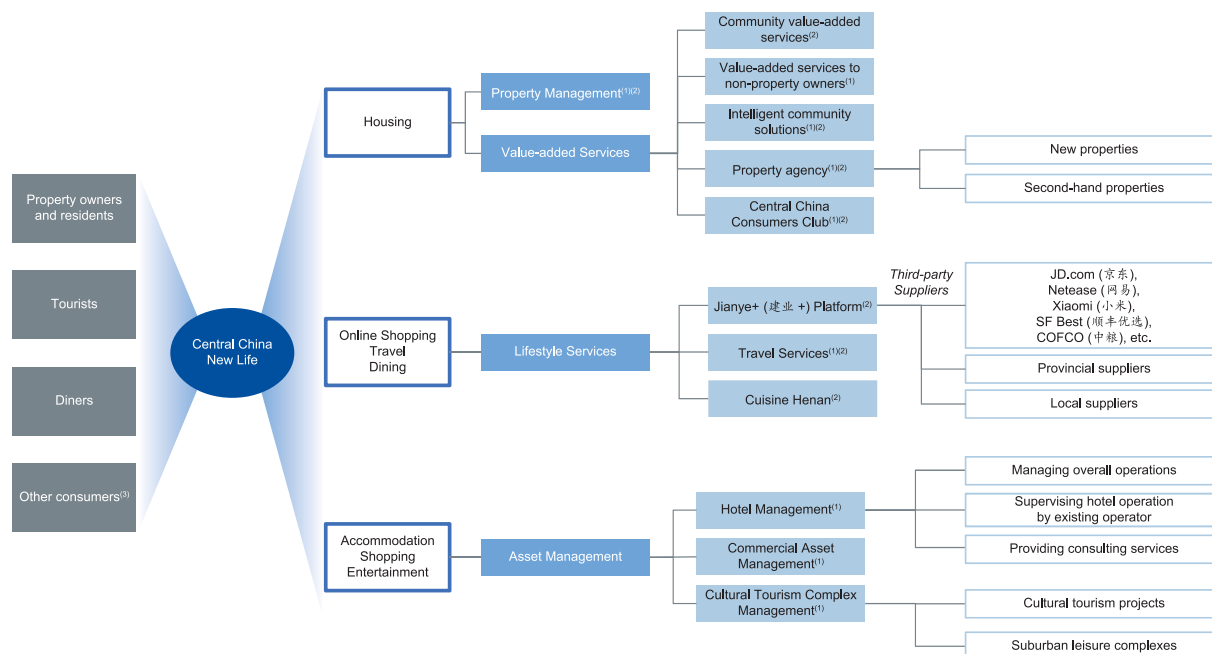 Property owners
and residents
Tourists
Diners
Other consumers(3)
Central China
New Life
Housing
Property Management(1)(2)
Value-added Services
Community value-added
services(2)
Value-added services to
non-property owners(1)
Intelligent community
solutions(1)(2)
Property agency(1)(2)
Central China
Consumers Club(1)(2)
New properties
Second-hand properties
Online Shopping
Travel
Dining
Lifestyle Services
Jianye+ (建业 +) Platform(2)
Travel Services(1)(2)
Cuisine Henan(2)
Third-party
Suppliers
JD.com (京东),
Netease (网易),
Xiaomi (小米),
SF Best (顺丰优选),
COFCO (中粮), etc.
Provincial suppliers
Local suppliers
Accommodation
Shopping
Entertainment
Asset Management
Hotel Management(1)
Commercial Asset
Management(1)
Cultural Tourism Complex
Management(1)
Managing overall operations
Supervising hotel operation
by existing operator
Providing consulting services
Cultural tourism projects
Suburban leisure complexes